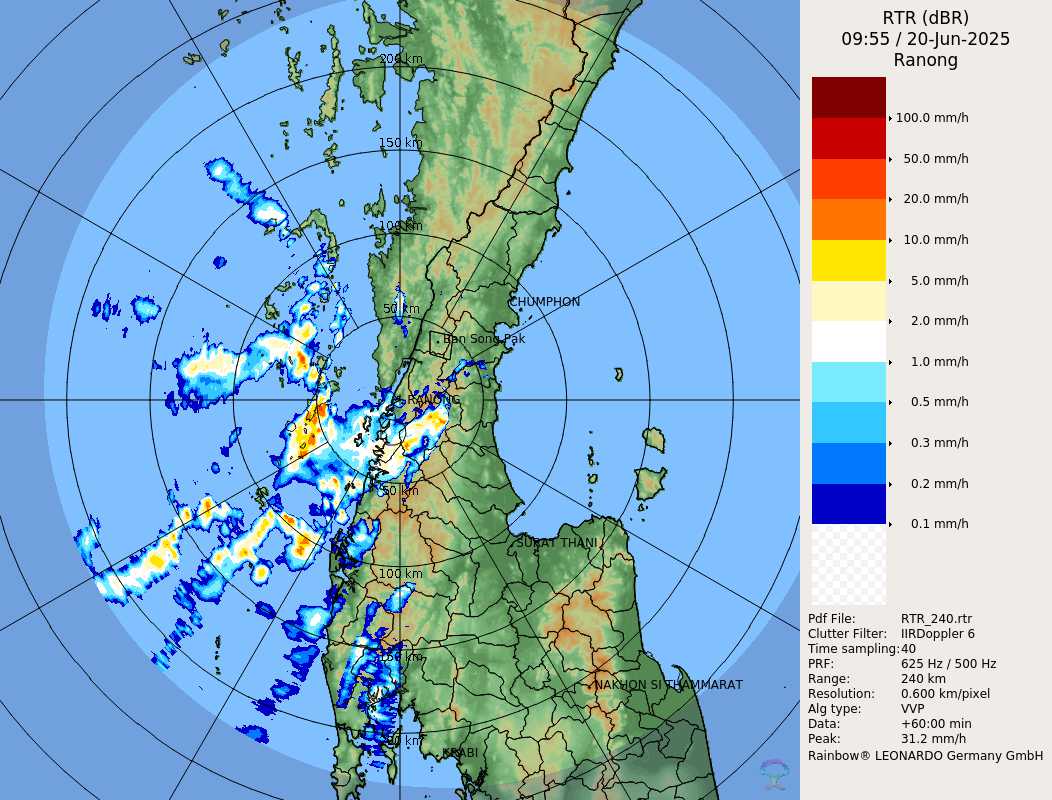 RTR (dBR)
09:55 / 20-Jun-2025
Ranong
100.0 mm/h
50.0 mm/h
20.0 mm/h
10.0 mm/h
5.0 mm/h
2.0 mm/h
1.0 mm/h
0.5 mm/h
0.3 mm/h
0.2 mm/h
0.1 mm/h
Pdf File: RTR_240.rtr
Clutter Filter: IIRDoppler 6
Time sampling: 40
PRF: 625 Hz / 500 Hz
Range: 240 km
Resolution: 0.600 km/pixel
Alg type: VVP
Data: +60:00 min
Peak: 31.2 mm/h
Rainbow® LEONARDO Germany GmbH
200 km
150 km
100 km
50 km
CHUMPHON
Ban Song Pak
RANONG
50 km
SURAT THANI
100 km
150 km
NAKHON SI THAMMARAT
200 km
KRABI